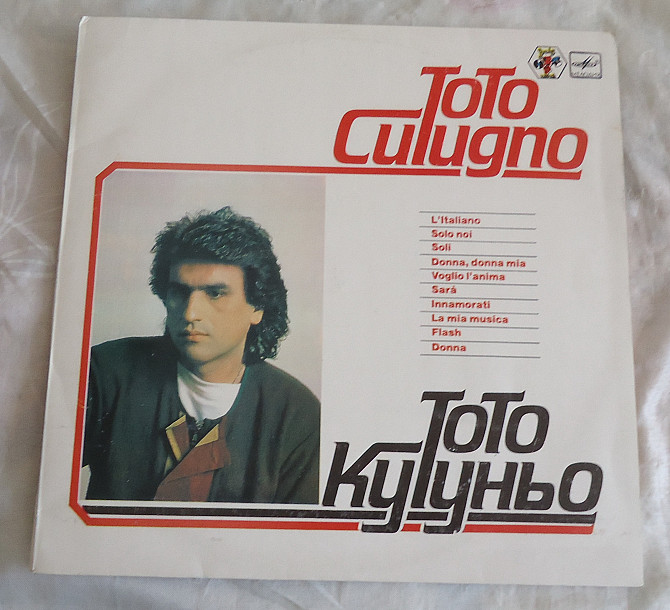 Toto
Cutugno
L'Italiano
Solo noi
Soli
Donna, donna mia
Voglio l'anima
Sará
Innamorati
La mia musica
Flash
Donna
Тото
Кутуньо